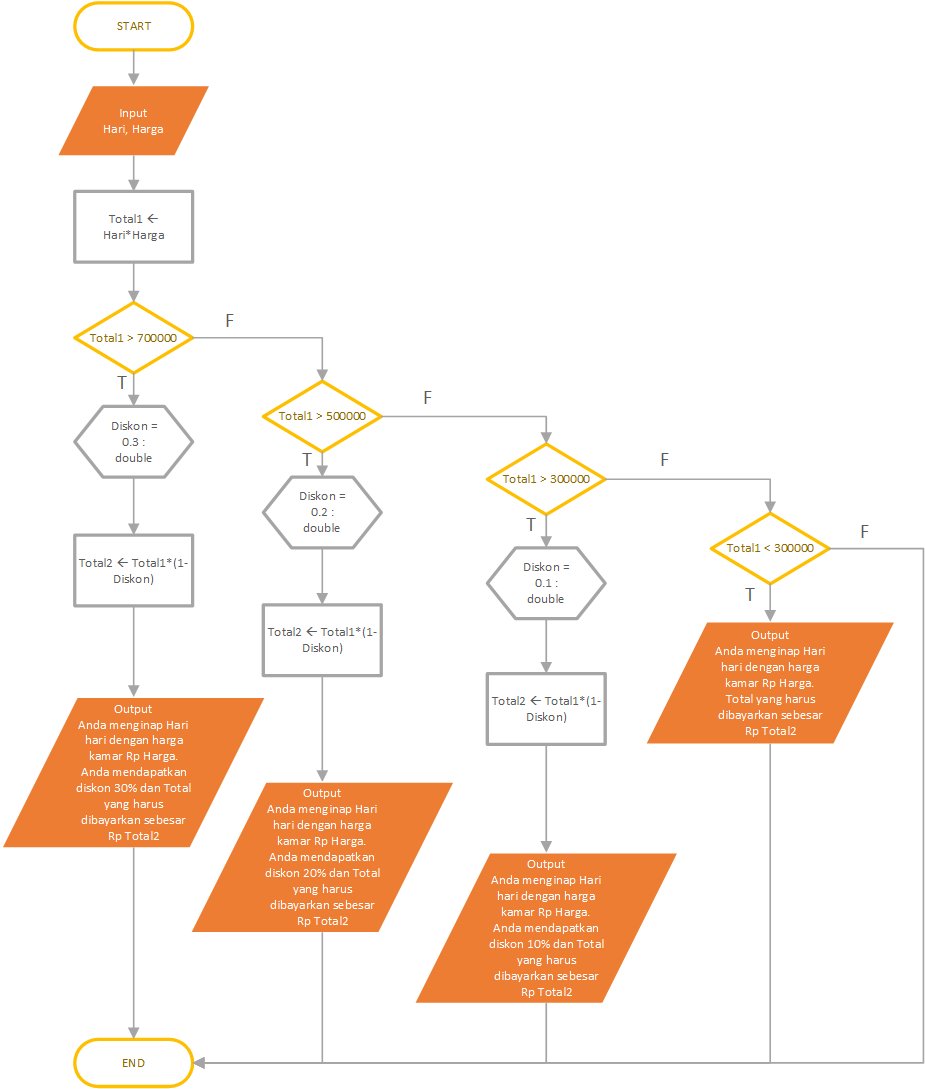 START
Input
Hari, Harga
Total1 ←
Hari*Harga
Total1 > 700000
F
T
Diskon =
0.3 :
double
Total2 ← Total1*(1-
Diskon)
Output
Anda menginap Hari
hari dengan harga
kamar Rp Harga.
Anda mendapatkan
diskon 30% dan Total
yang harus
dibayarkan sebesar
Rp Total2
Total1 > 500000
F
T
Diskon =
0.2 :
double
Total2 ← Total1*(1-
Diskon)
Output
Anda menginap Hari
hari dengan harga
kamar Rp Harga.
Anda mendapatkan
diskon 20% dan Total
yang harus
dibayarkan sebesar
Rp Total2
Total1 > 300000
F
T
Diskon =
0.1 :
double
Total2 ← Total1*(1-
Diskon)
Output
Anda menginap Hari
hari dengan harga
kamar Rp Harga.
Anda mendapatkan
diskon 10% dan Total
yang harus
dibayarkan sebesar
Rp Total2
Total1 < 300000
F
T
Output
Anda menginap Hari
hari dengan harga
kamar Rp Harga.
Total yang harus
dibayarkan sebesar
Rp Total2
END